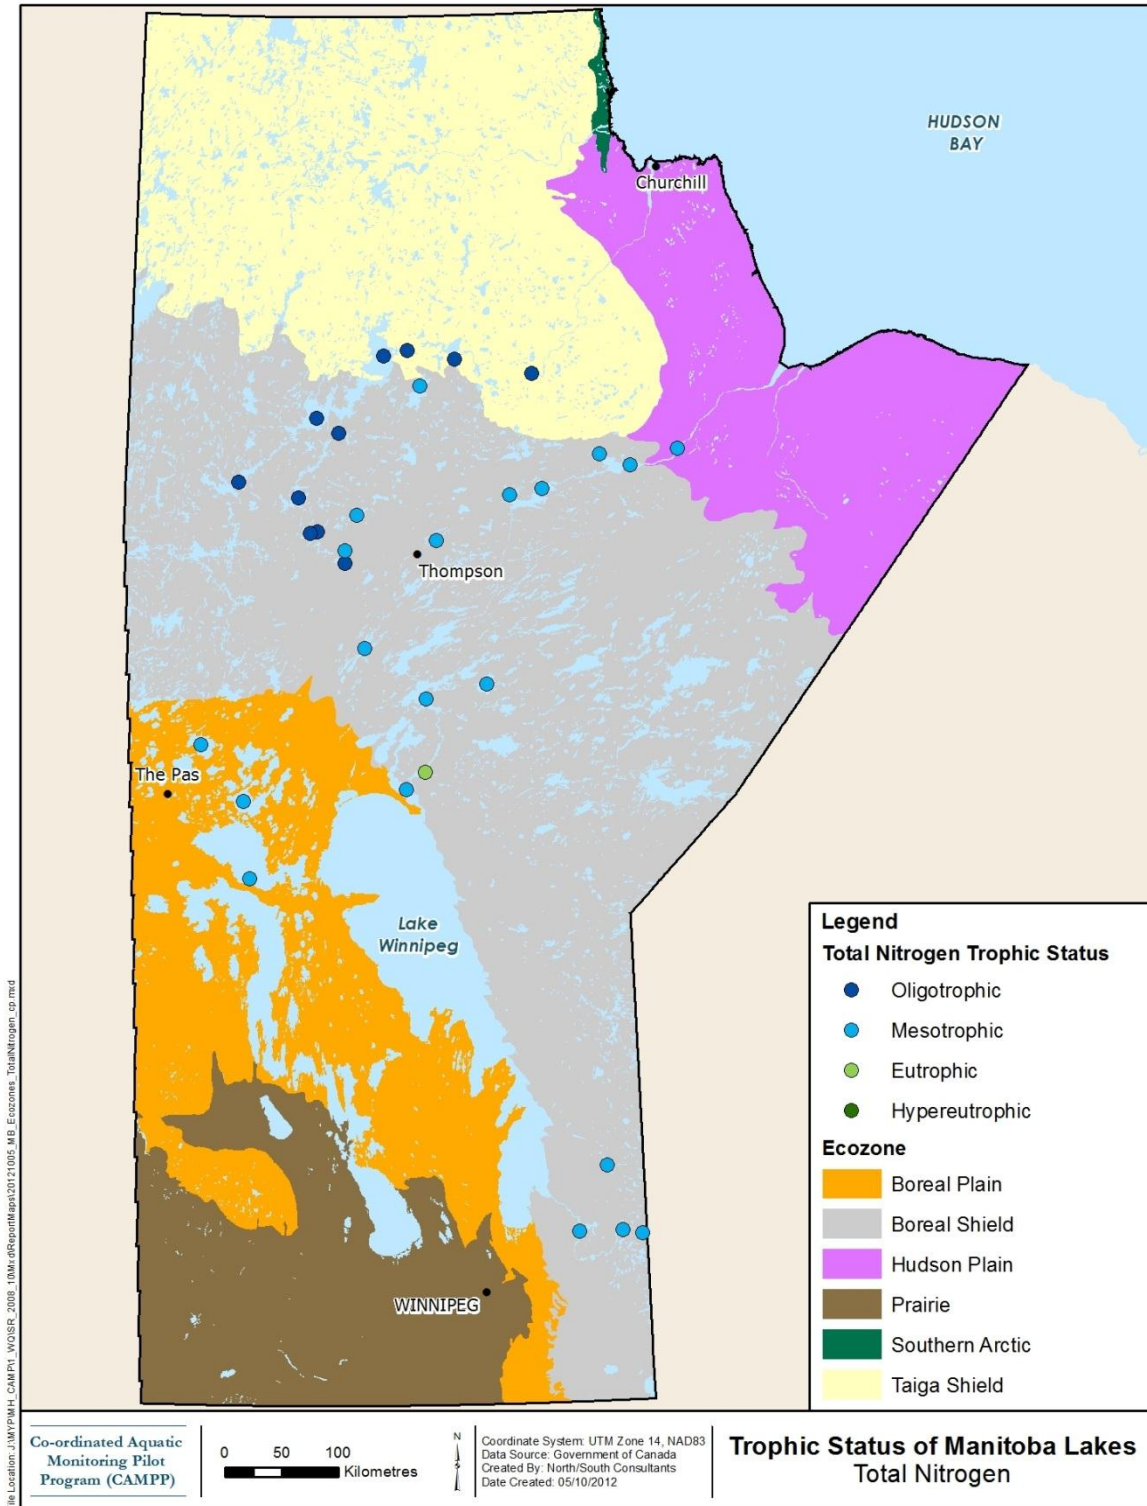 HUDSON
BAY
Churchill
Thompson
The Pas
Lake
Winnipeg
WINNIPEG
Legend
Total Nitrogen Trophic Status
Oligotrophic
Mesotrophic
Eutrophic
Hypereutrophic
Ecozone
Boreal Plain
Boreal Shield
Hudson Plain
Prairie
Southern Arctic
Taiga Shield
Co-ordinated Aquatic
Monitoring Pilot
Program (CAMPP)
0 50 100
Kilometres
N
Coordinate System: UTM Zone 14, NAD83
Data Source: Government of Canada
Created By: North/South Consultants
Date Created: 05/10/2012
Trophic Status of Manitoba Lakes
Total Nitrogen